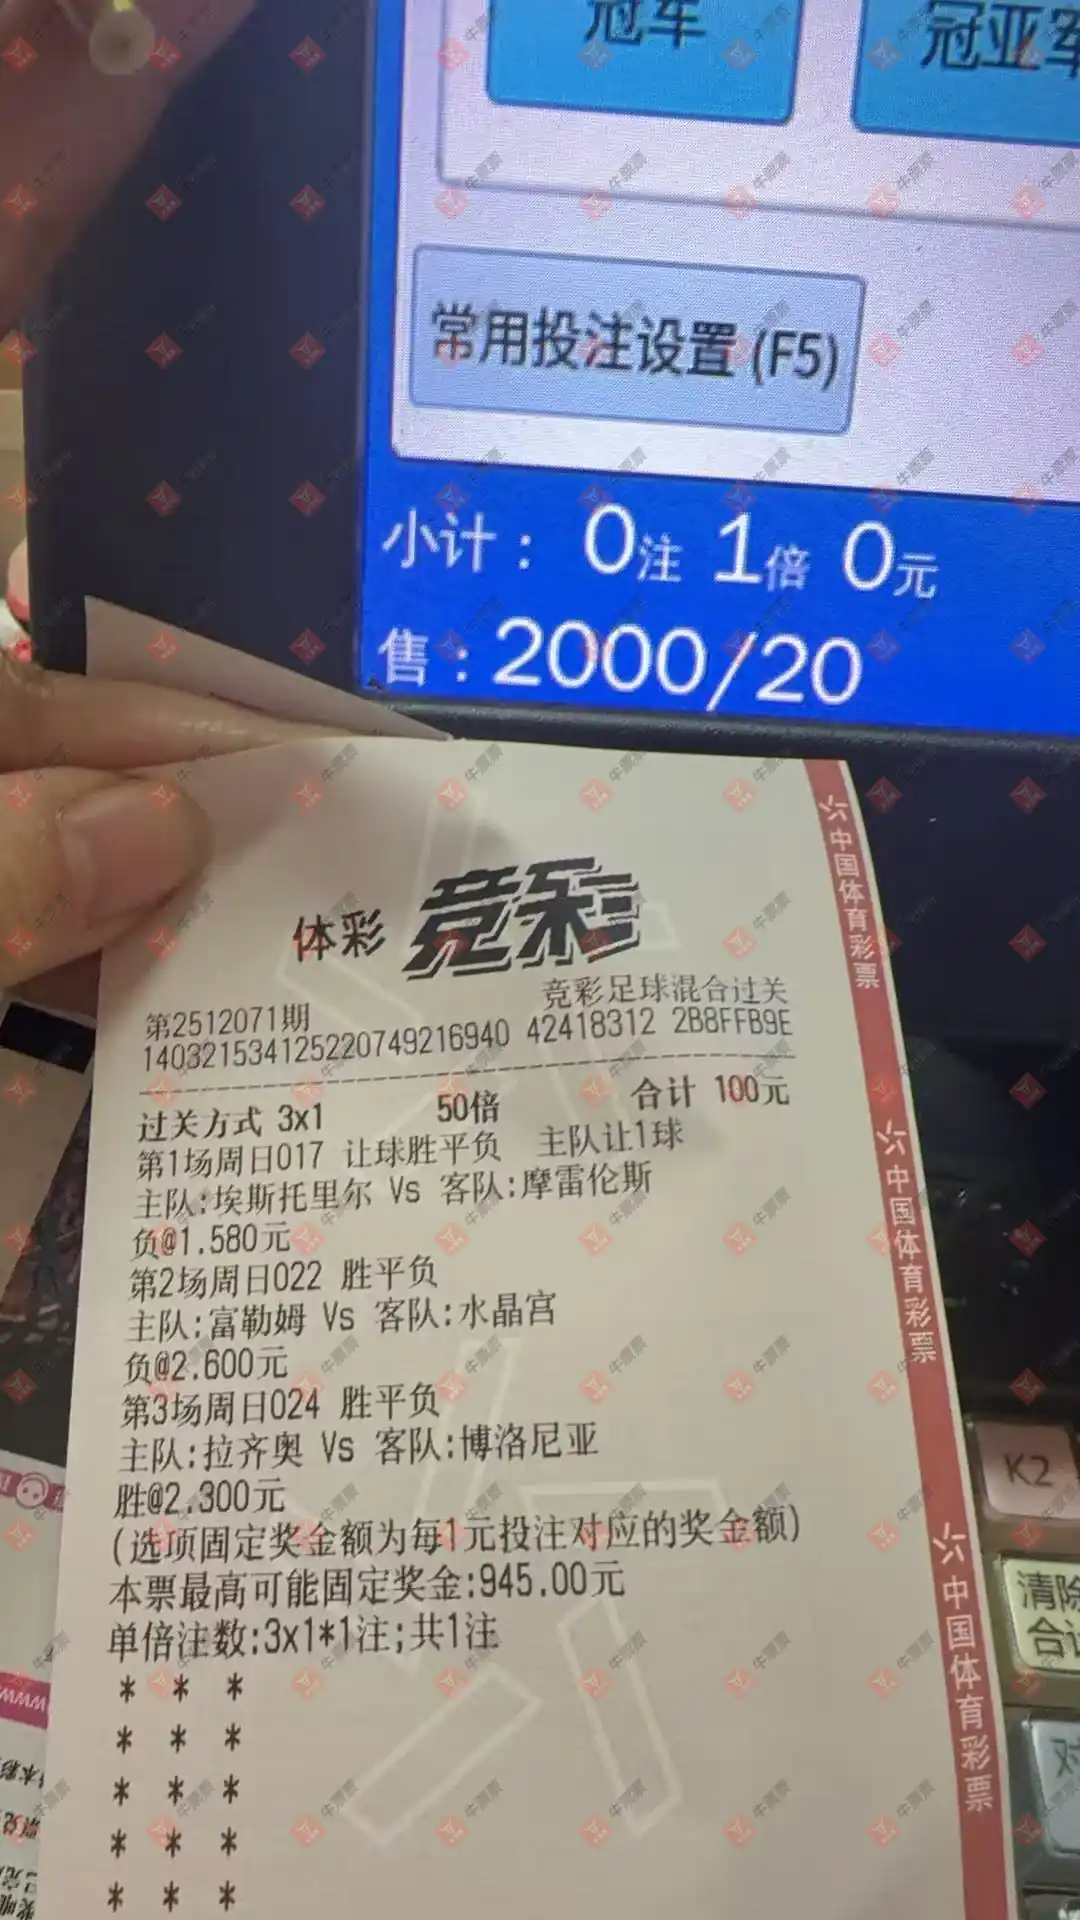 冠军
冠亚军
常用投注设置(F5)
小计：0注 1倍 0元
售：2000/20
体彩 竞彩
竞彩足球混合过关
第2512071期
140321534125220749216940 42418312 2B8FFB9E
过关方式 3x1 50倍 合计 100元
第1场周日017 让球胜平负 主队让1球
主队:埃斯托里尔 Vs 客队:摩雷伦斯
负@1.580元
第2场周日022 胜平负
主队:富勒姆 Vs 客队:水晶宫
负@2.600元
第3场周日024 胜平负
主队:拉齐奥 Vs 客队:博洛尼亚
胜@2.300元
(选项固定奖金额为每1元投注对应的奖金额)
本票最高可能固定奖金:945.00元
单倍注数:3x1*1注;共1注
* * *
* * *
* * *
* * *
* * *
中国体育彩票
中国体育彩票
中国体育彩票
K2
清除
牛票票